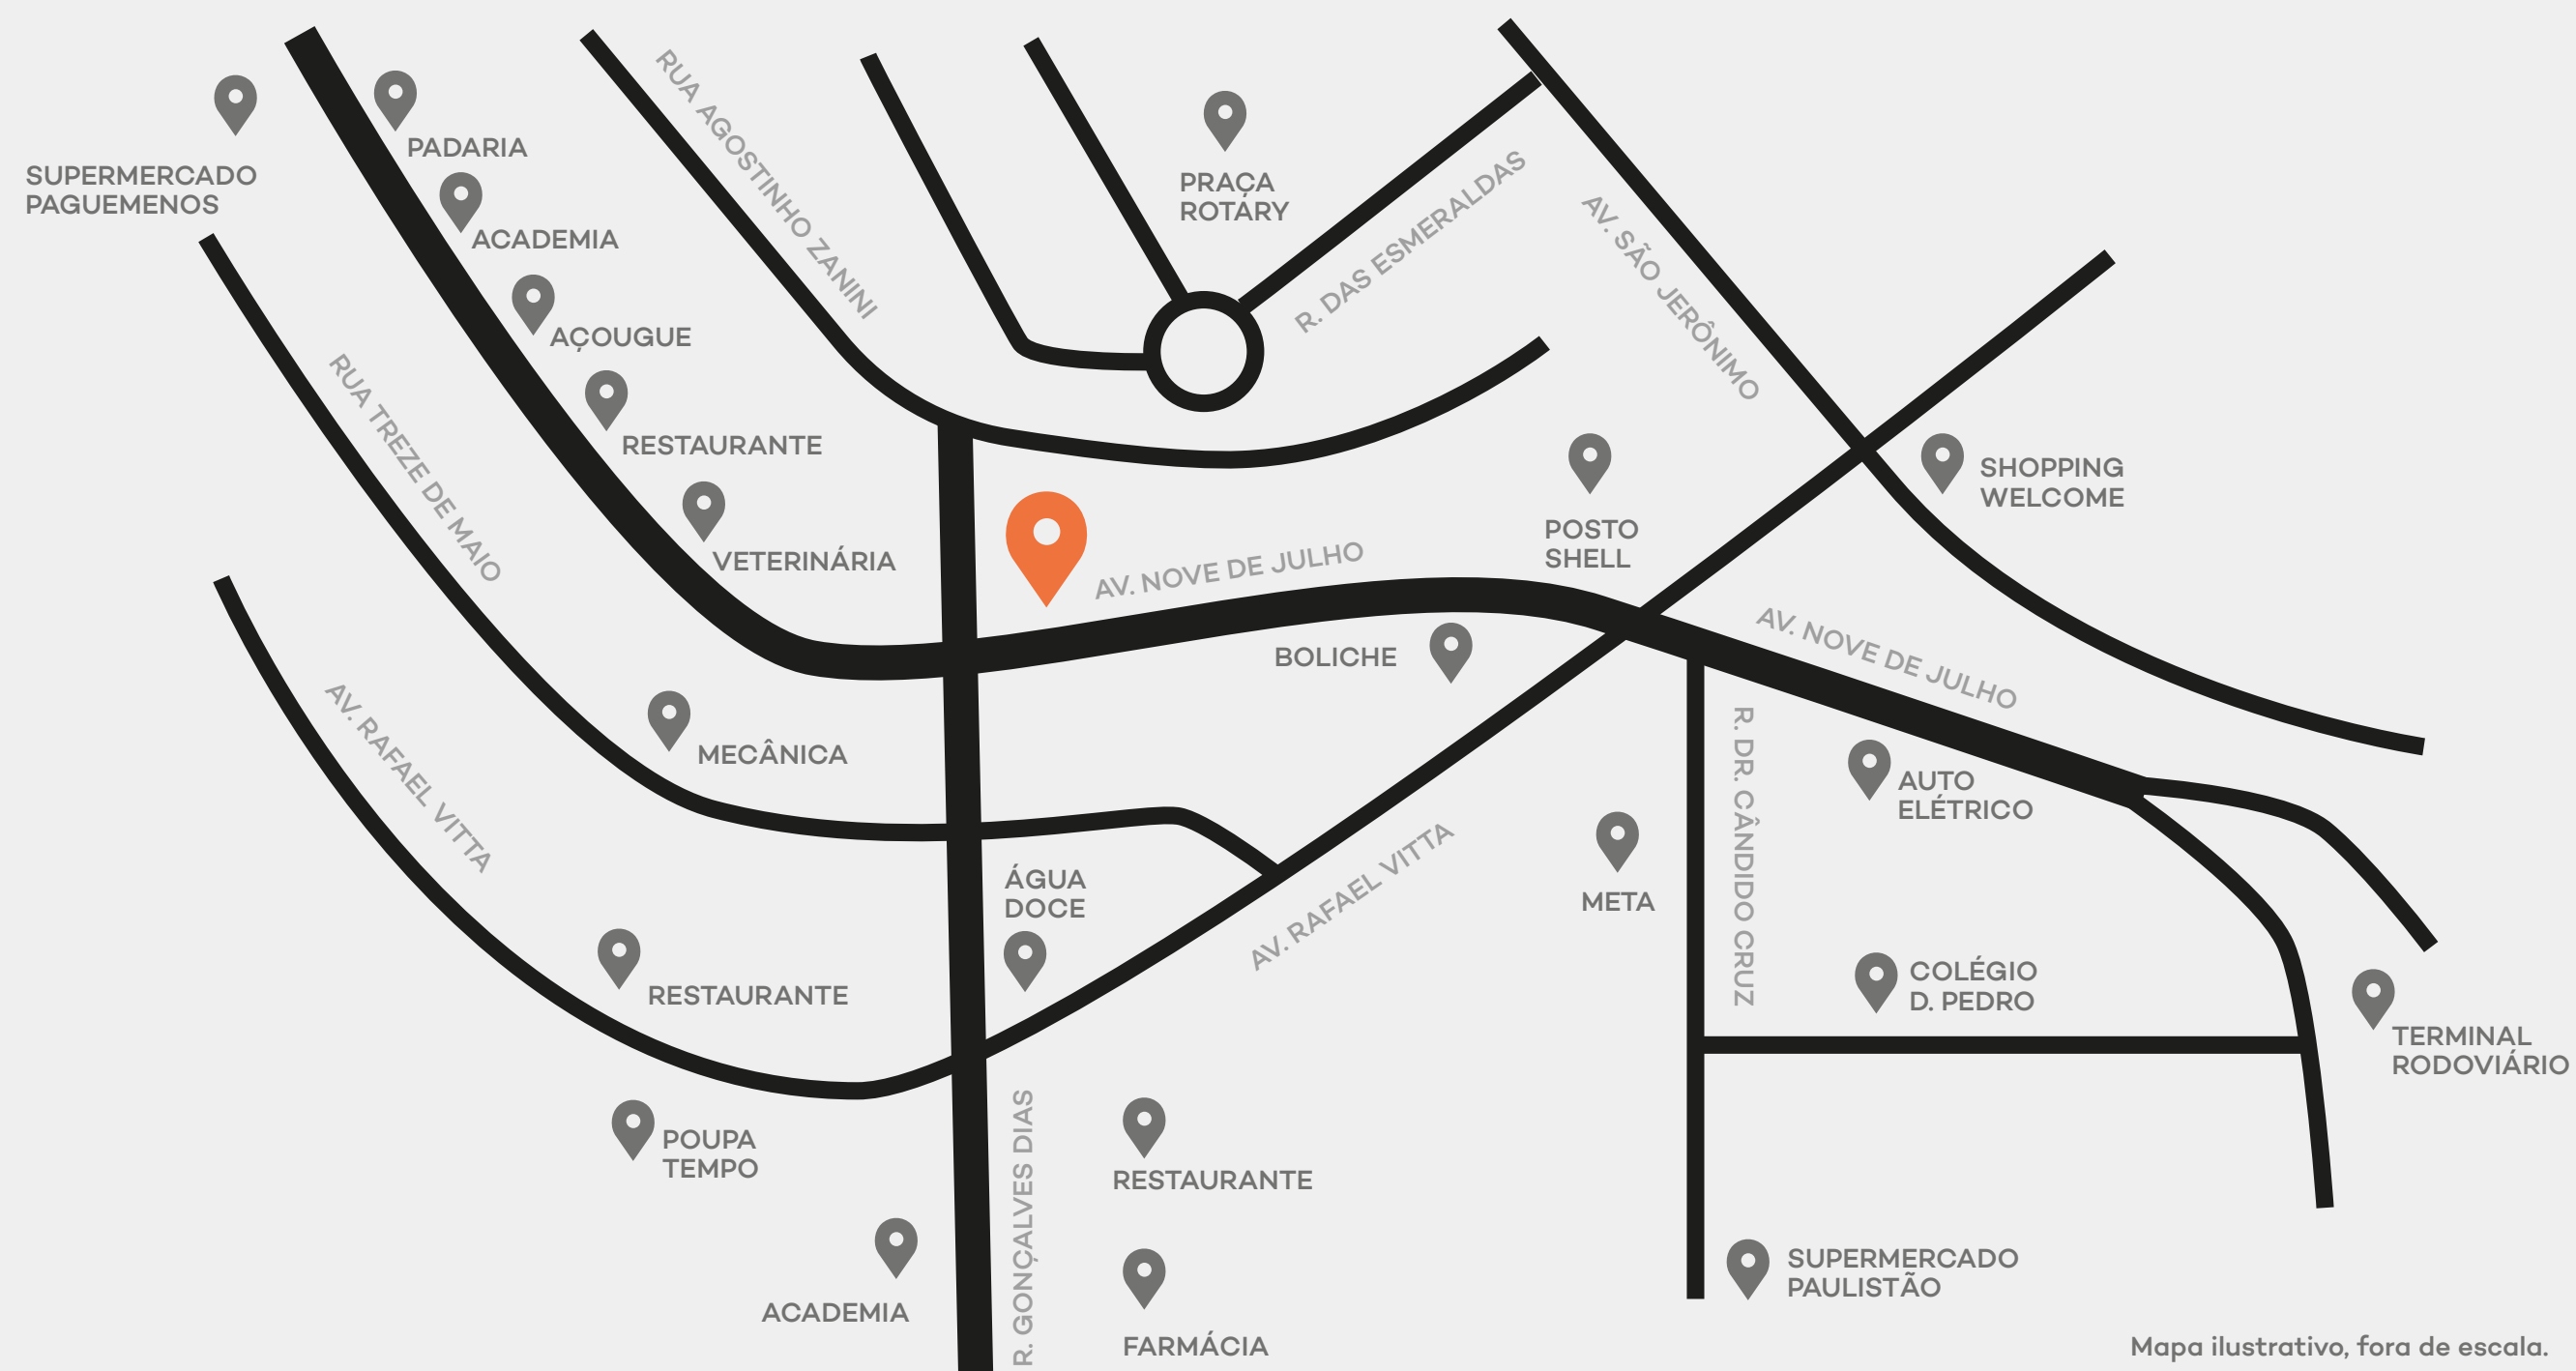 SUPERMERCADO
PAGUEMENOS
PADARIA
ACADEMIA
AÇOUGUE
RESTAURANTE
VETERINÁRIA
RUA AGOSTINHO ZANINI
PRAÇA
ROTARY
R. DAS ESMERALDAS
AV. SÃO JERÔNIMO
SHOPPING
WELCOME
POSTO
SHELL
AV. NOVE DE JULHO
BOLICHE
AV. NOVE DE JULHO
RUA TREZE DE MAIO
AV. RAFAEL VITTA
MECÂNICA
ÁGUA
DOCE
AV. RAFAEL VITTA
META
R. DR. CÂNDIDO CRUZ
AUTO
ELÉTRICO
COLÉGIO
D. PEDRO
TERMINAL
RODOVIÁRIO
RESTAURANTE
POUPA
TEMPO
ACADEMIA
R. GONÇALVES DIAS
RESTAURANTE
FARMÁCIA
SUPERMERCADO
PAULISTÃO
Mapa ilustrativo, fora de escala.